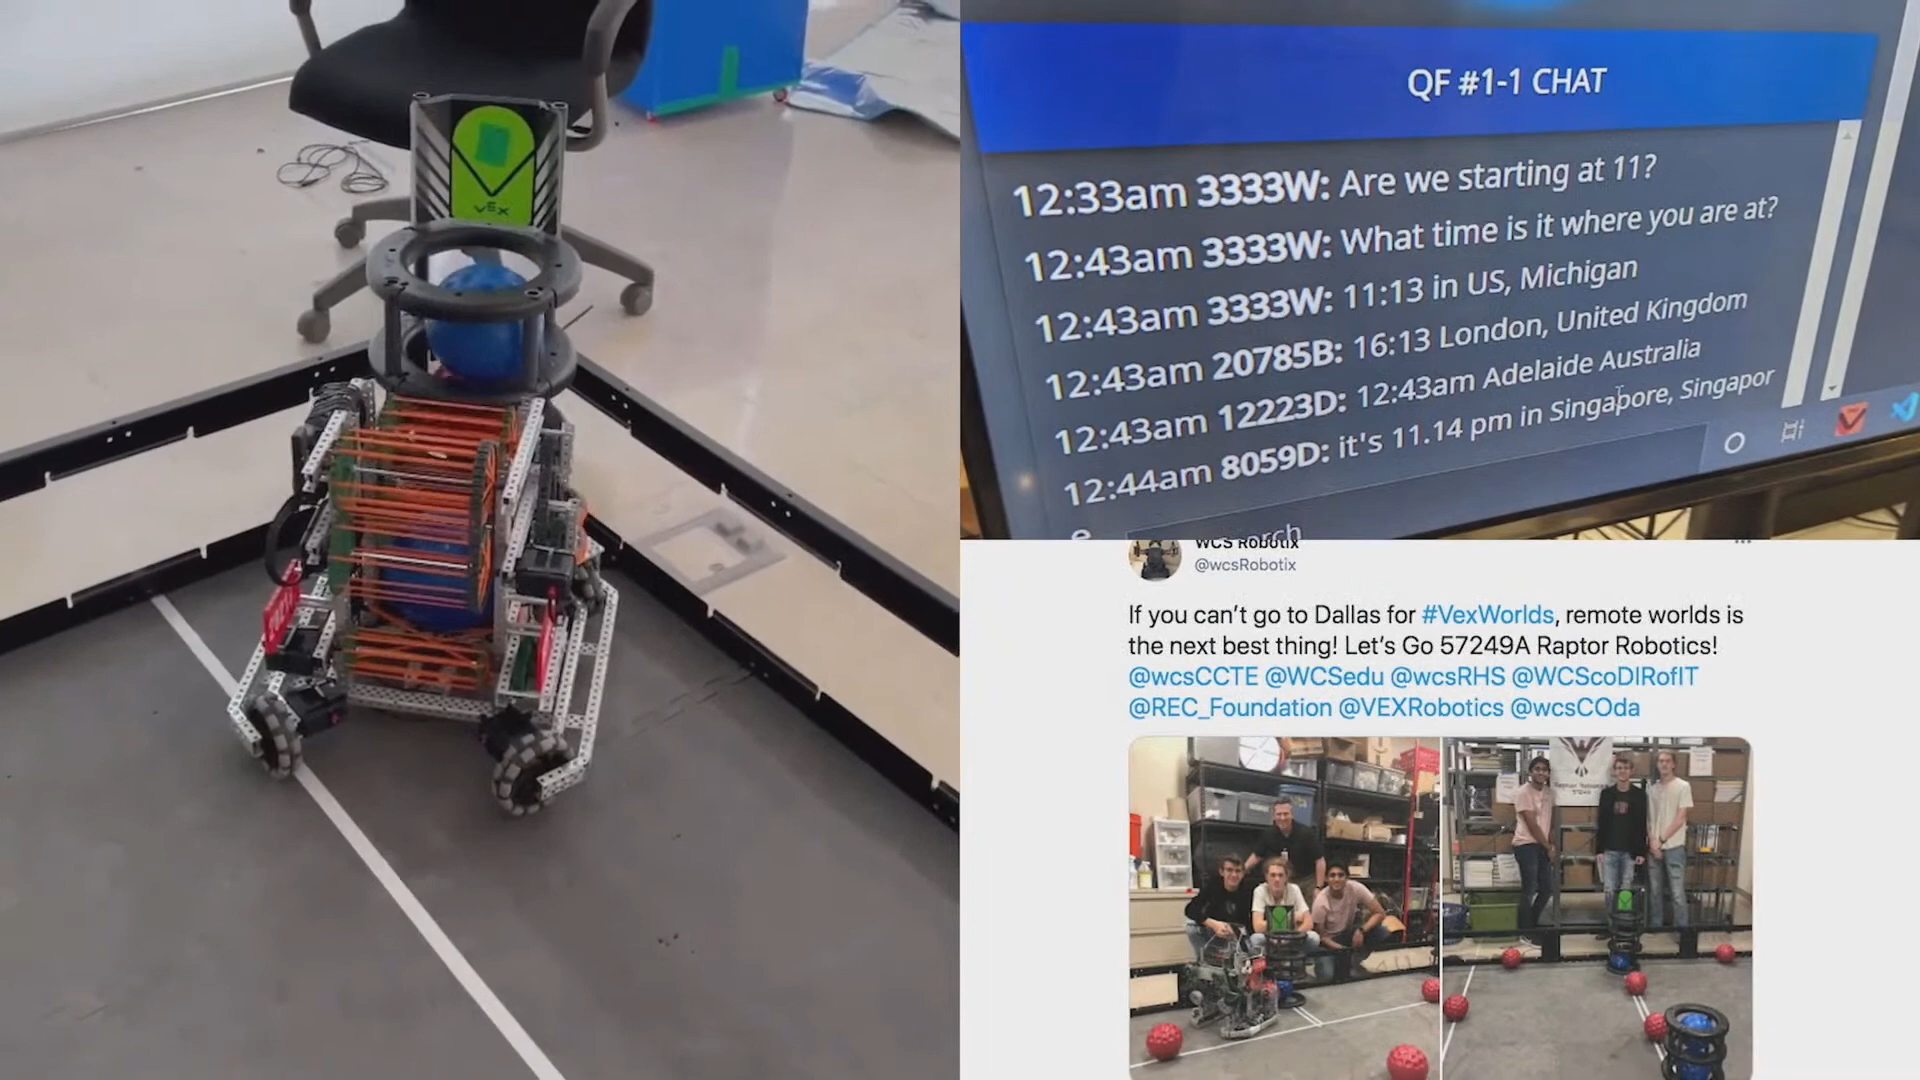 VEX
QF #1-1 CHAT
12:33am 3333W: Are we starting at 11?
12:43am 3333W: What time is it where you are at?
12:43am 3333W: 11:13 in US, Michigan
12:43am 20785B: 16:13 London, United Kingdom
12:43am 12223D: 12:43am Adelaide Australia
12:44am 8059D: it's 11.14 pm in Singapore, Singapor
e
WCS Robotix
@wcsRobotix
If you can't go to Dallas for #VexWorlds, remote worlds is
the next best thing! Let's Go 57249A Raptor Robotics!
@wcsCCTE @WCSedu @wcsRHS @WCScoDIRofIT
@REC_Foundation @VEXRobotics @wcsCOda